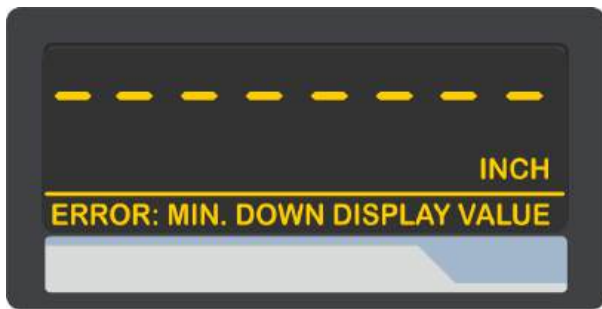 - - - - - - - -
INCH
ERROR: MIN. DOWN DISPLAY VALUE